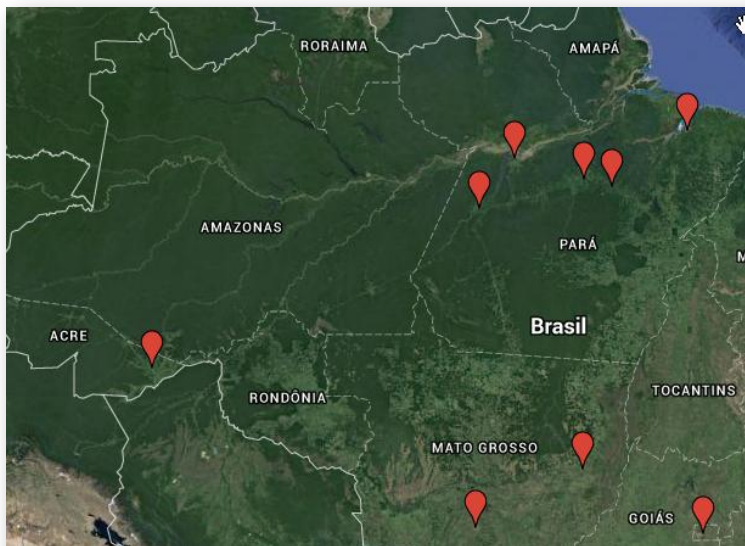 RORAIMA
AMAPÁ
AMAZONAS
PARÁ
M
Brasil
ACRE
TOCANTINS
RONDÔNIA
MATO GROSSO
GOIÁS